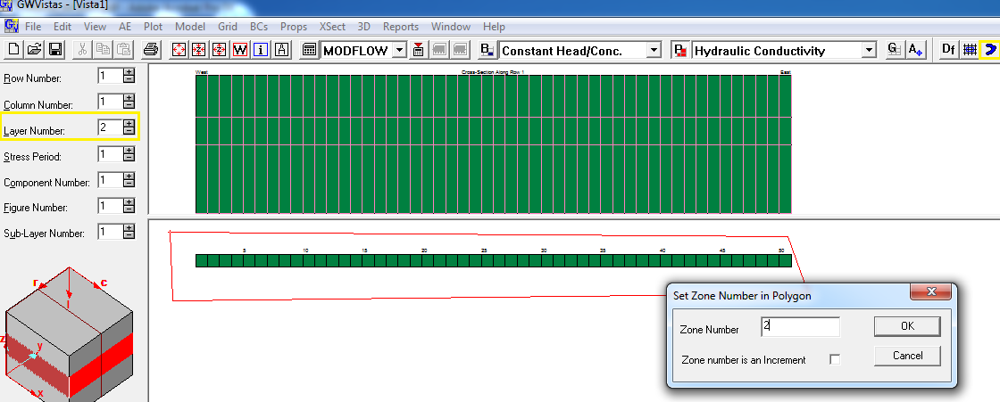 GWVistas - [Vista1]
File Edit View AE Plot Model Grid BCs Props XSect 3D Reports Window Help
MODFLOW Constant Head/Conc. Hydraulic Conductivity Df
Row Number: 1
Column Number: 1
Layer Number: 2
Stress Period: 1
Component Number: 1
Figure Number: 1
Sub-Layer Number: 1
West Cross-Section Along Row 1 East
5 10 15 20 25 30 35 40 45 50
Set Zone Number in Polygon
Zone Number 2 OK
Zone number is an Increment Cancel
r c
l
z y
x